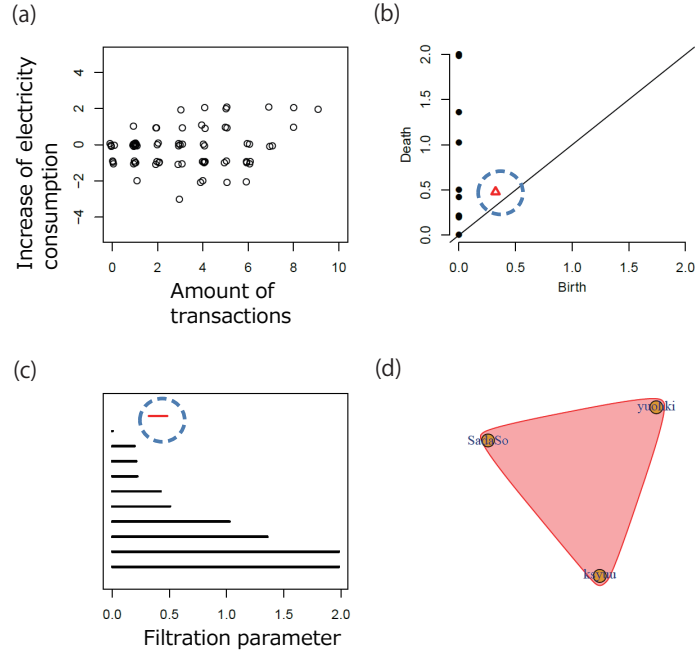 (a)
Increase of electricity
consumption
4
2
0
-2
-4
0 2 4 6 8 10
Amount of
transactions
(b)
Death
2.0
1.5
1.0
0.5
0.0
0.0 0.5 1.0 1.5 2.0
Birth
(c)
0.0 0.5 1.0 1.5 2.0
Filtration parameter
(d)
SadaSo